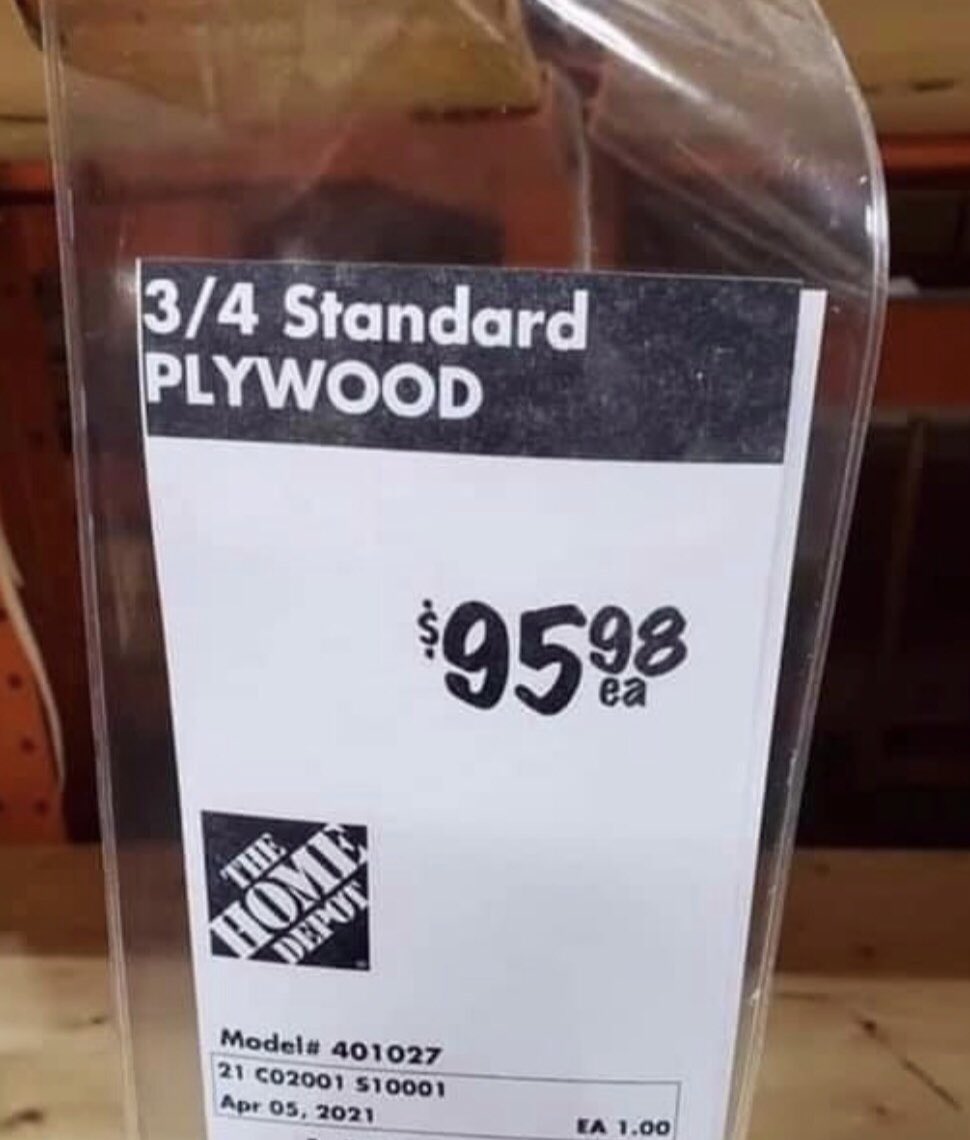 3/4 Standard
PLYWOOD
$95 98
ea
THE
HOME
DEPOT
Model# 401027
21 C02001 S10001
Apr 05, 2021 EA 1.00